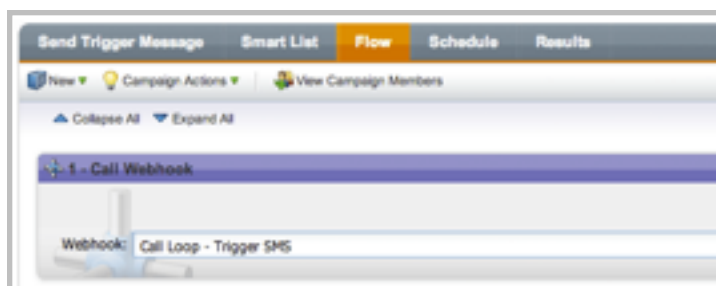 Send Trigger Message Smart List Flow Schedule Results
New Campaign Actions View Campaign Members
Collapse All Expand All
1 - Call Webhook
Webhook: Call Loop - Trigger SMS